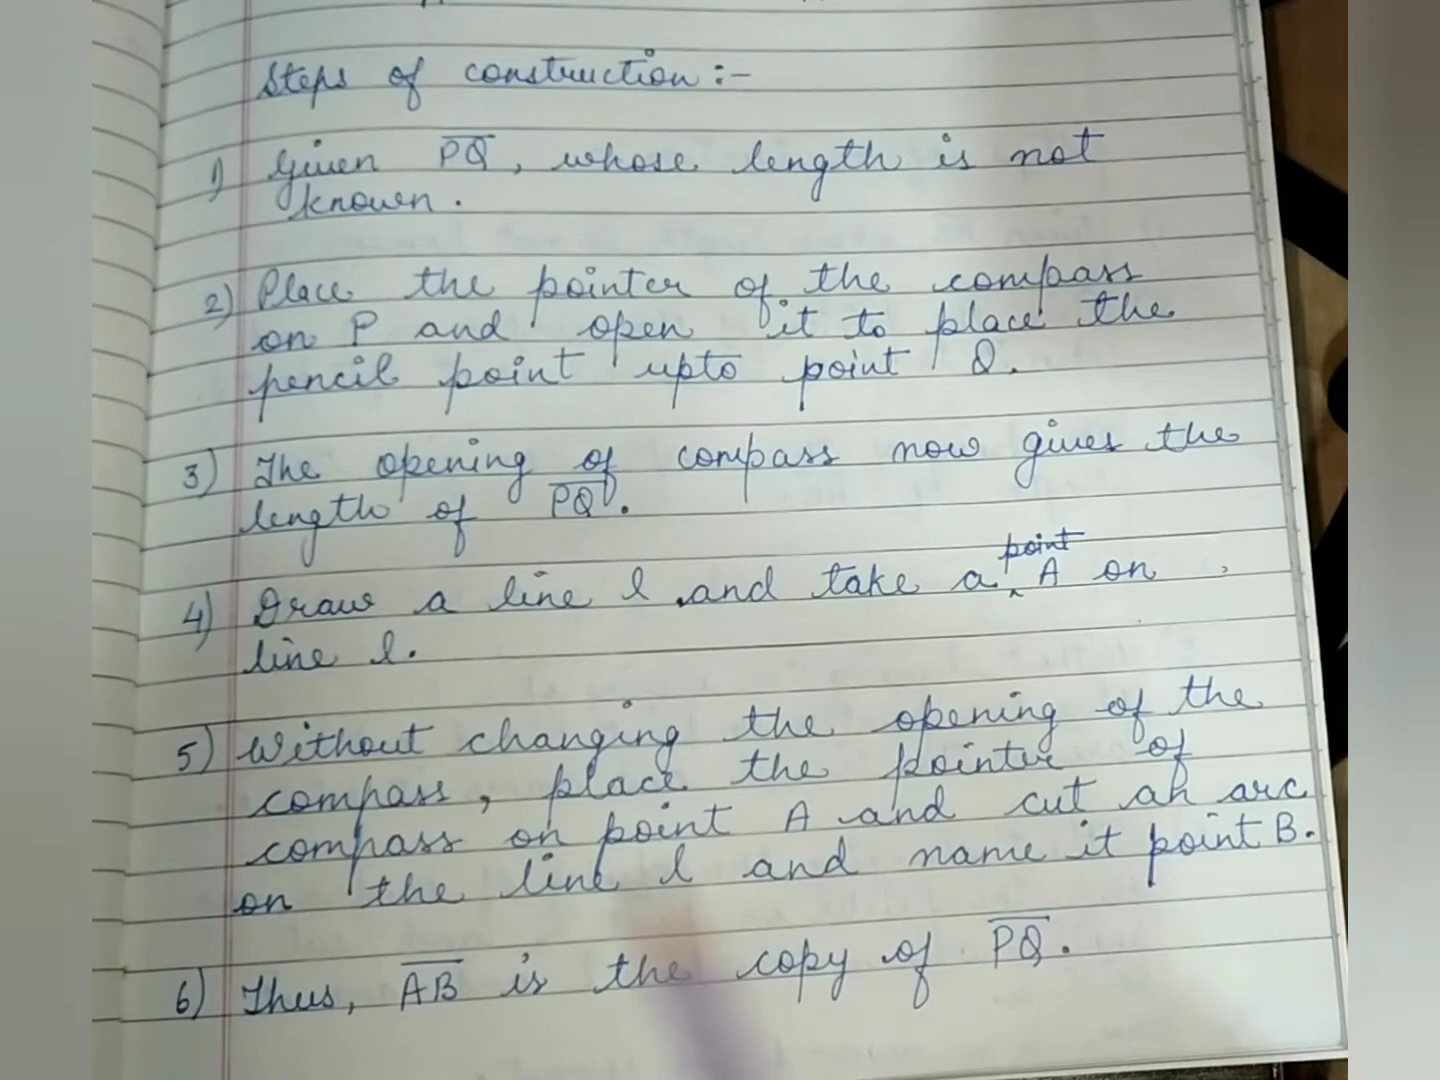 Steps of construction :-
1) Given P̅Q̅, whose length is not
known.
2) Place the pointer of the compass
on P and open it to place the
pencil point upto point Q.
3) The opening of compass now gives the
length of P̅Q̅.
4) Draw a line l and take a point A on
line l.
5) Without changing the opening of the
compass, place the pointer of
compass on point A and cut an arc
on the line l and name it point B.
6) Thus, A̅B̅ is the copy of P̅Q̅.